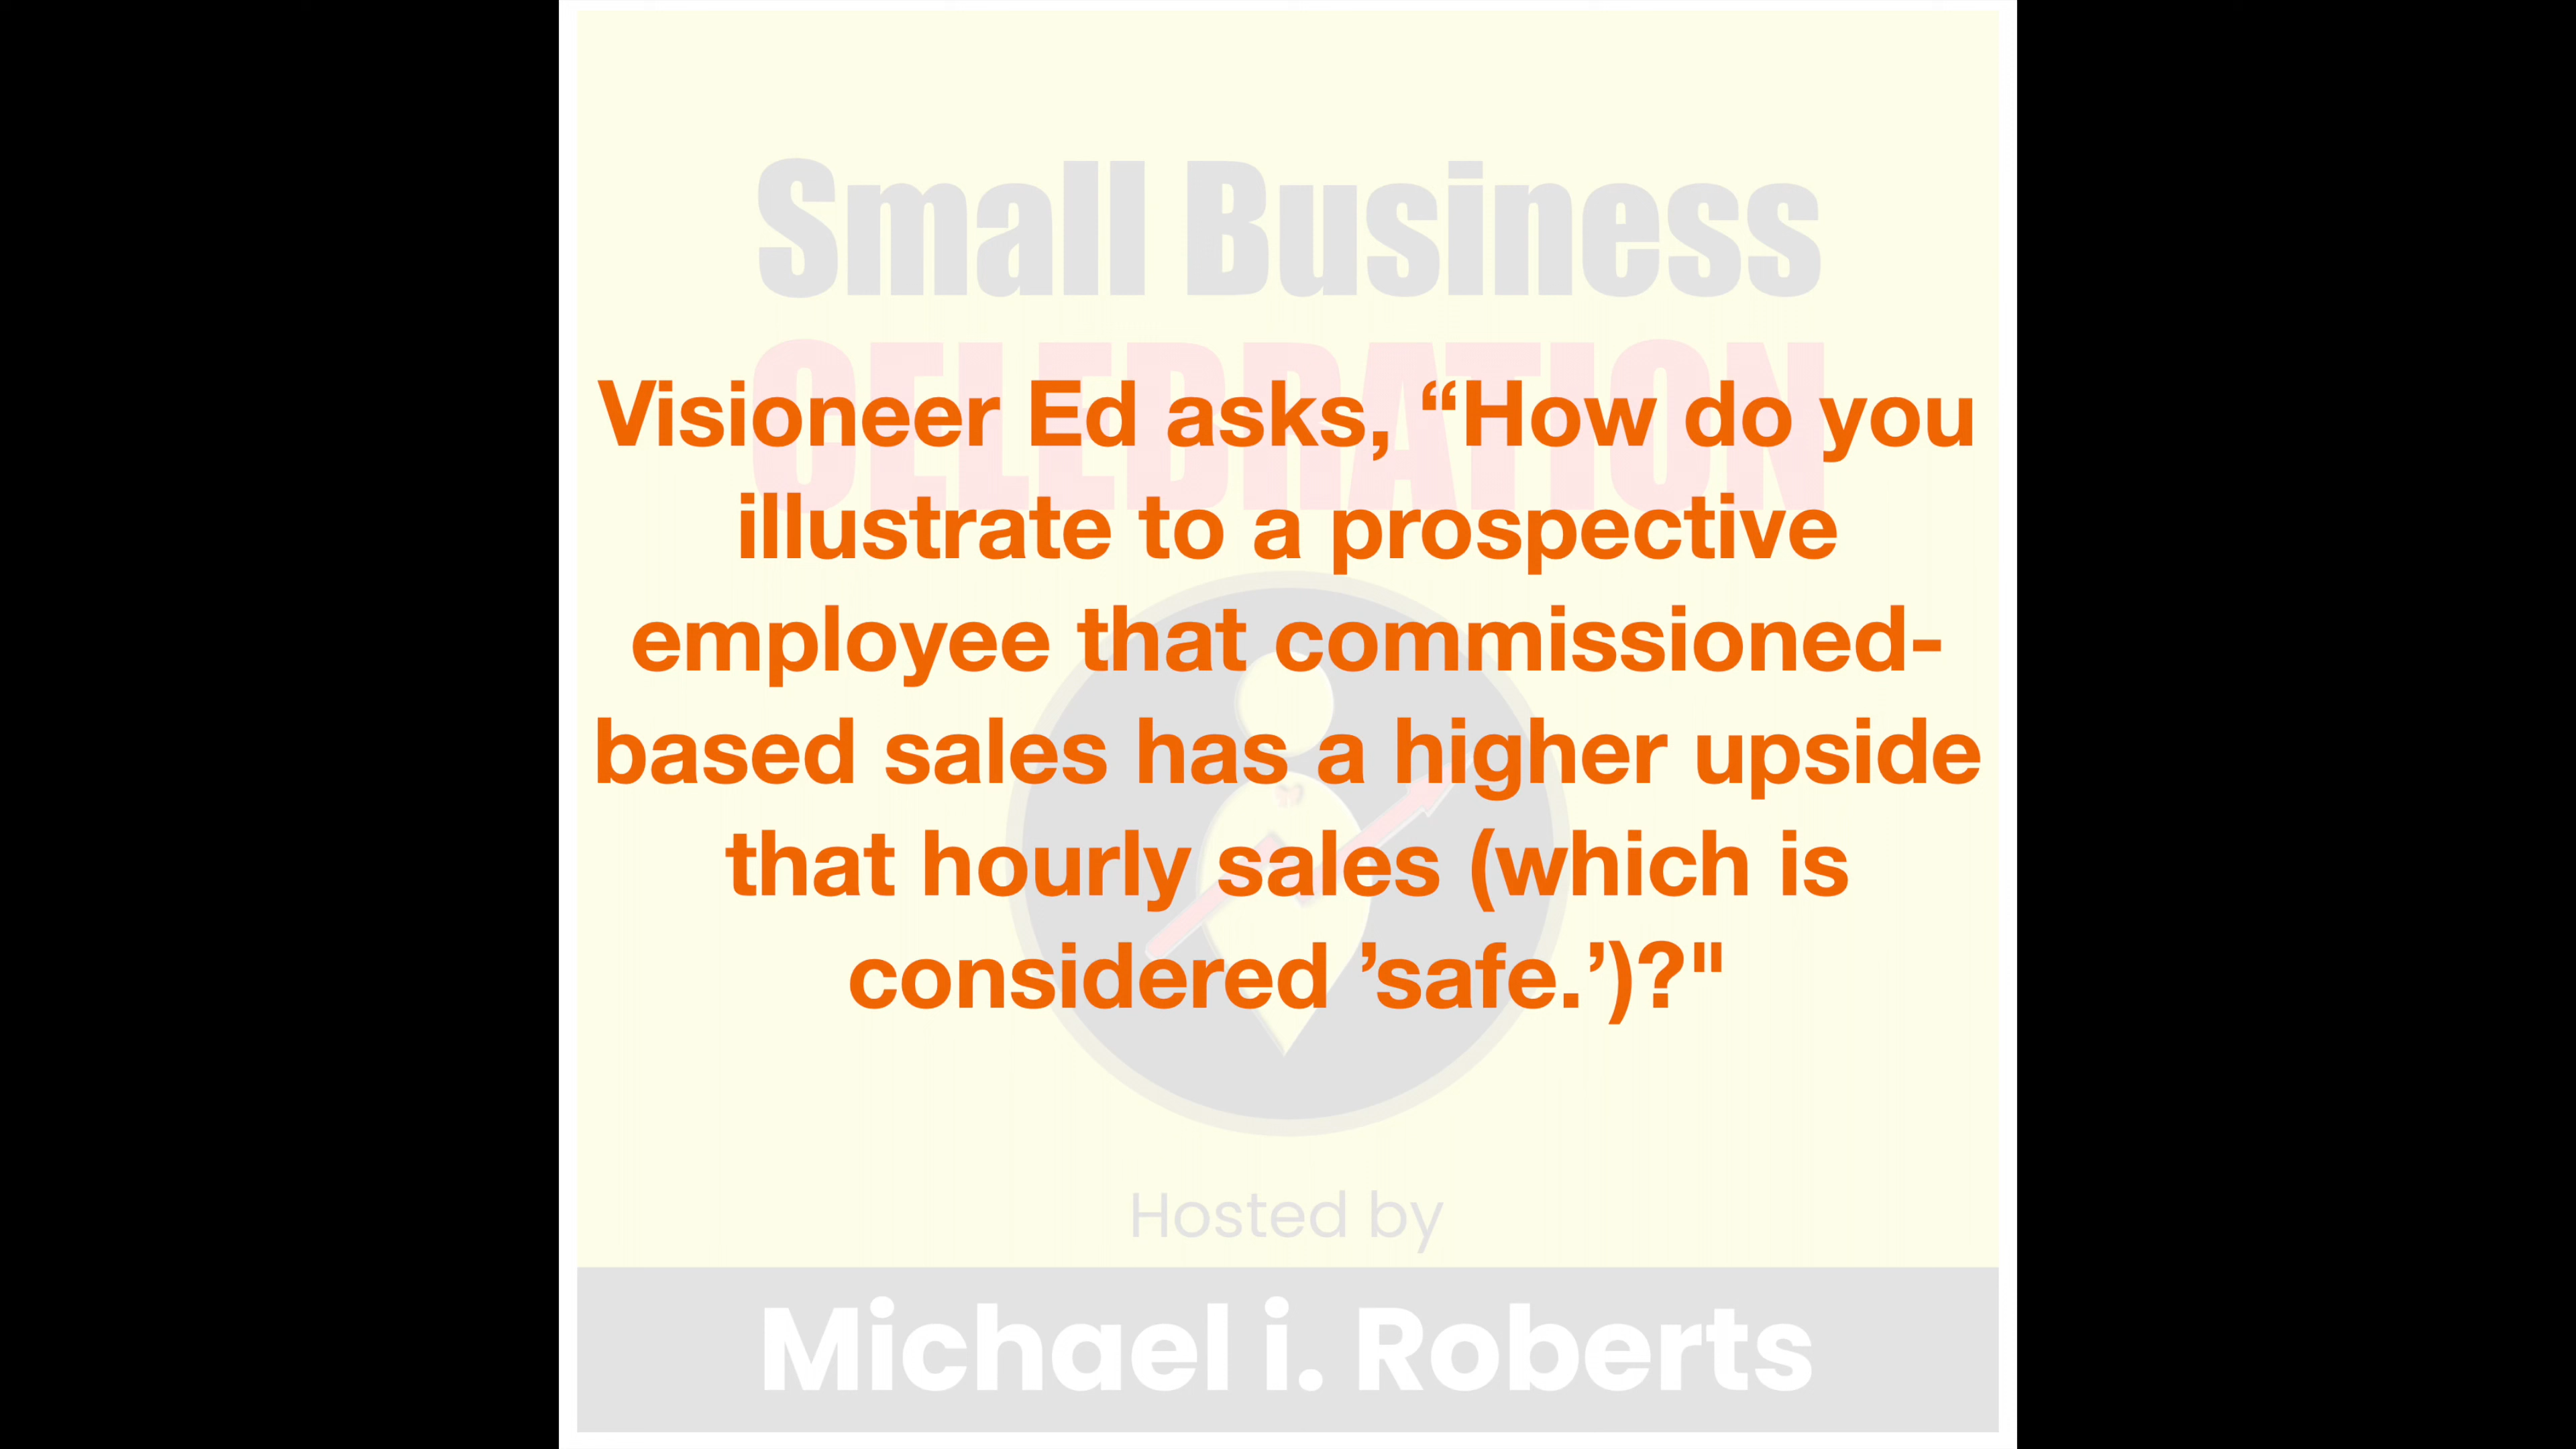 Small Business
CELEBRATION
Visioneer Ed asks, “How do you
illustrate to a prospective
employee that commissioned-
based sales has a higher upside
that hourly sales (which is
considered ’safe.’)?"
Hosted by
Michael i. Roberts